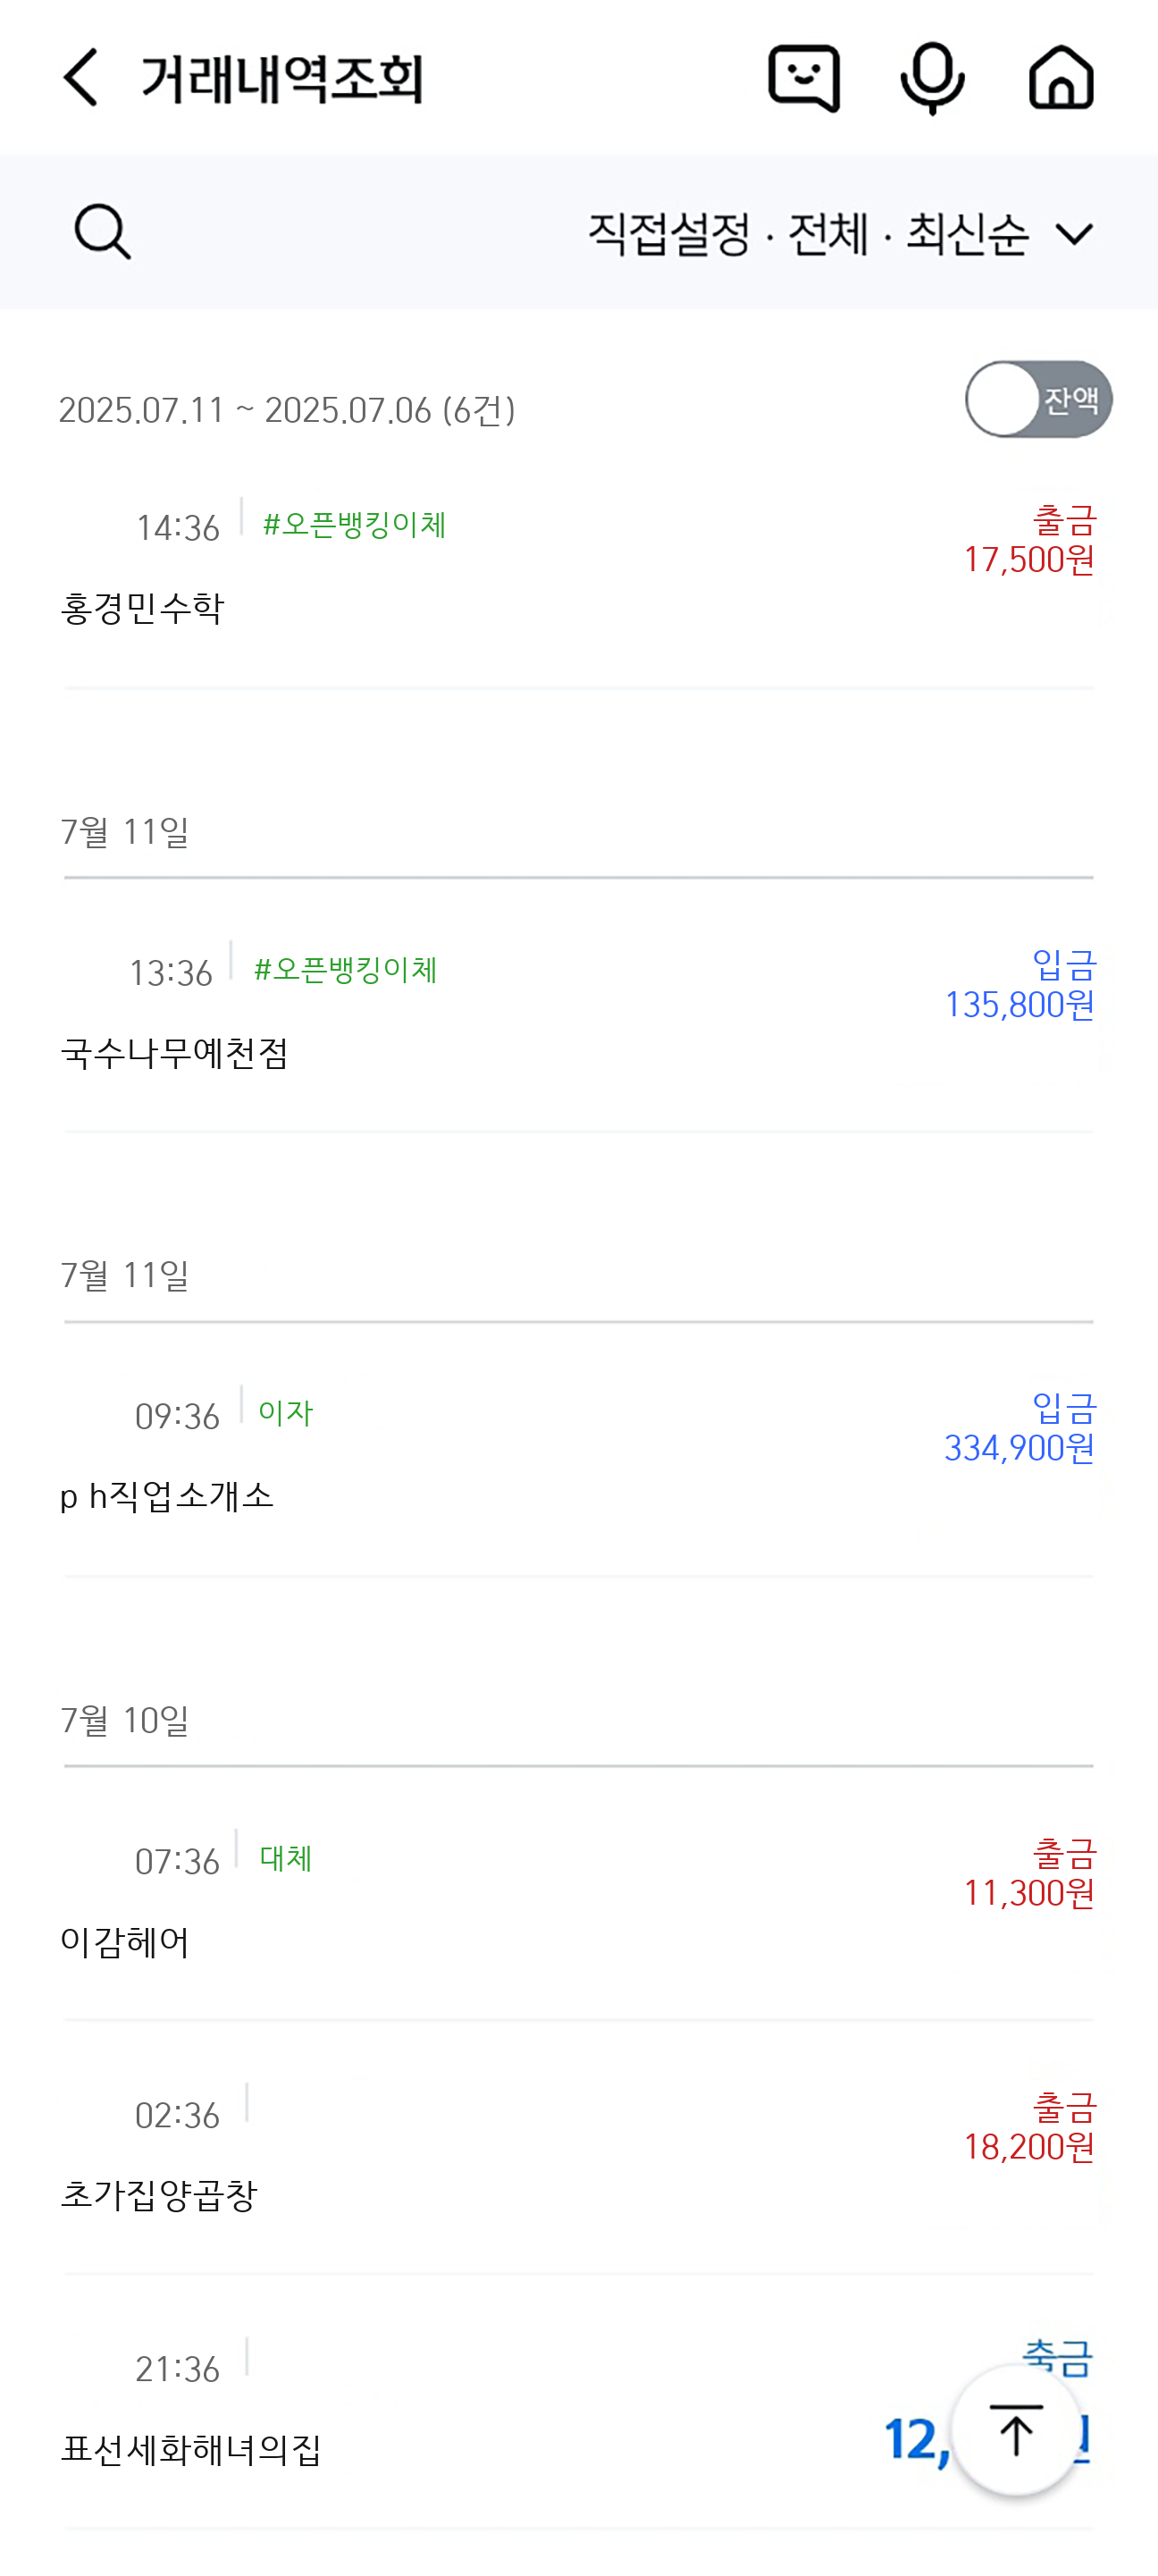 거래내역조회
직접설정 · 전체 · 최신순
잔액
2025.07.11 ~ 2025.07.06 (6건)
14:36 #오픈뱅킹이체
출금
17,500원
홍경민수학
7월 11일
13:36 #오픈뱅킹이체
입금
135,800원
국수나무예천점
7월 11일
09:36 이자
입금
334,900원
p h직업소개소
7월 10일
07:36 대체
출금
11,300원
이감헤어
02:36
출금
18,200원
초가집양곱창
21:36
12,
표선세화해녀의집